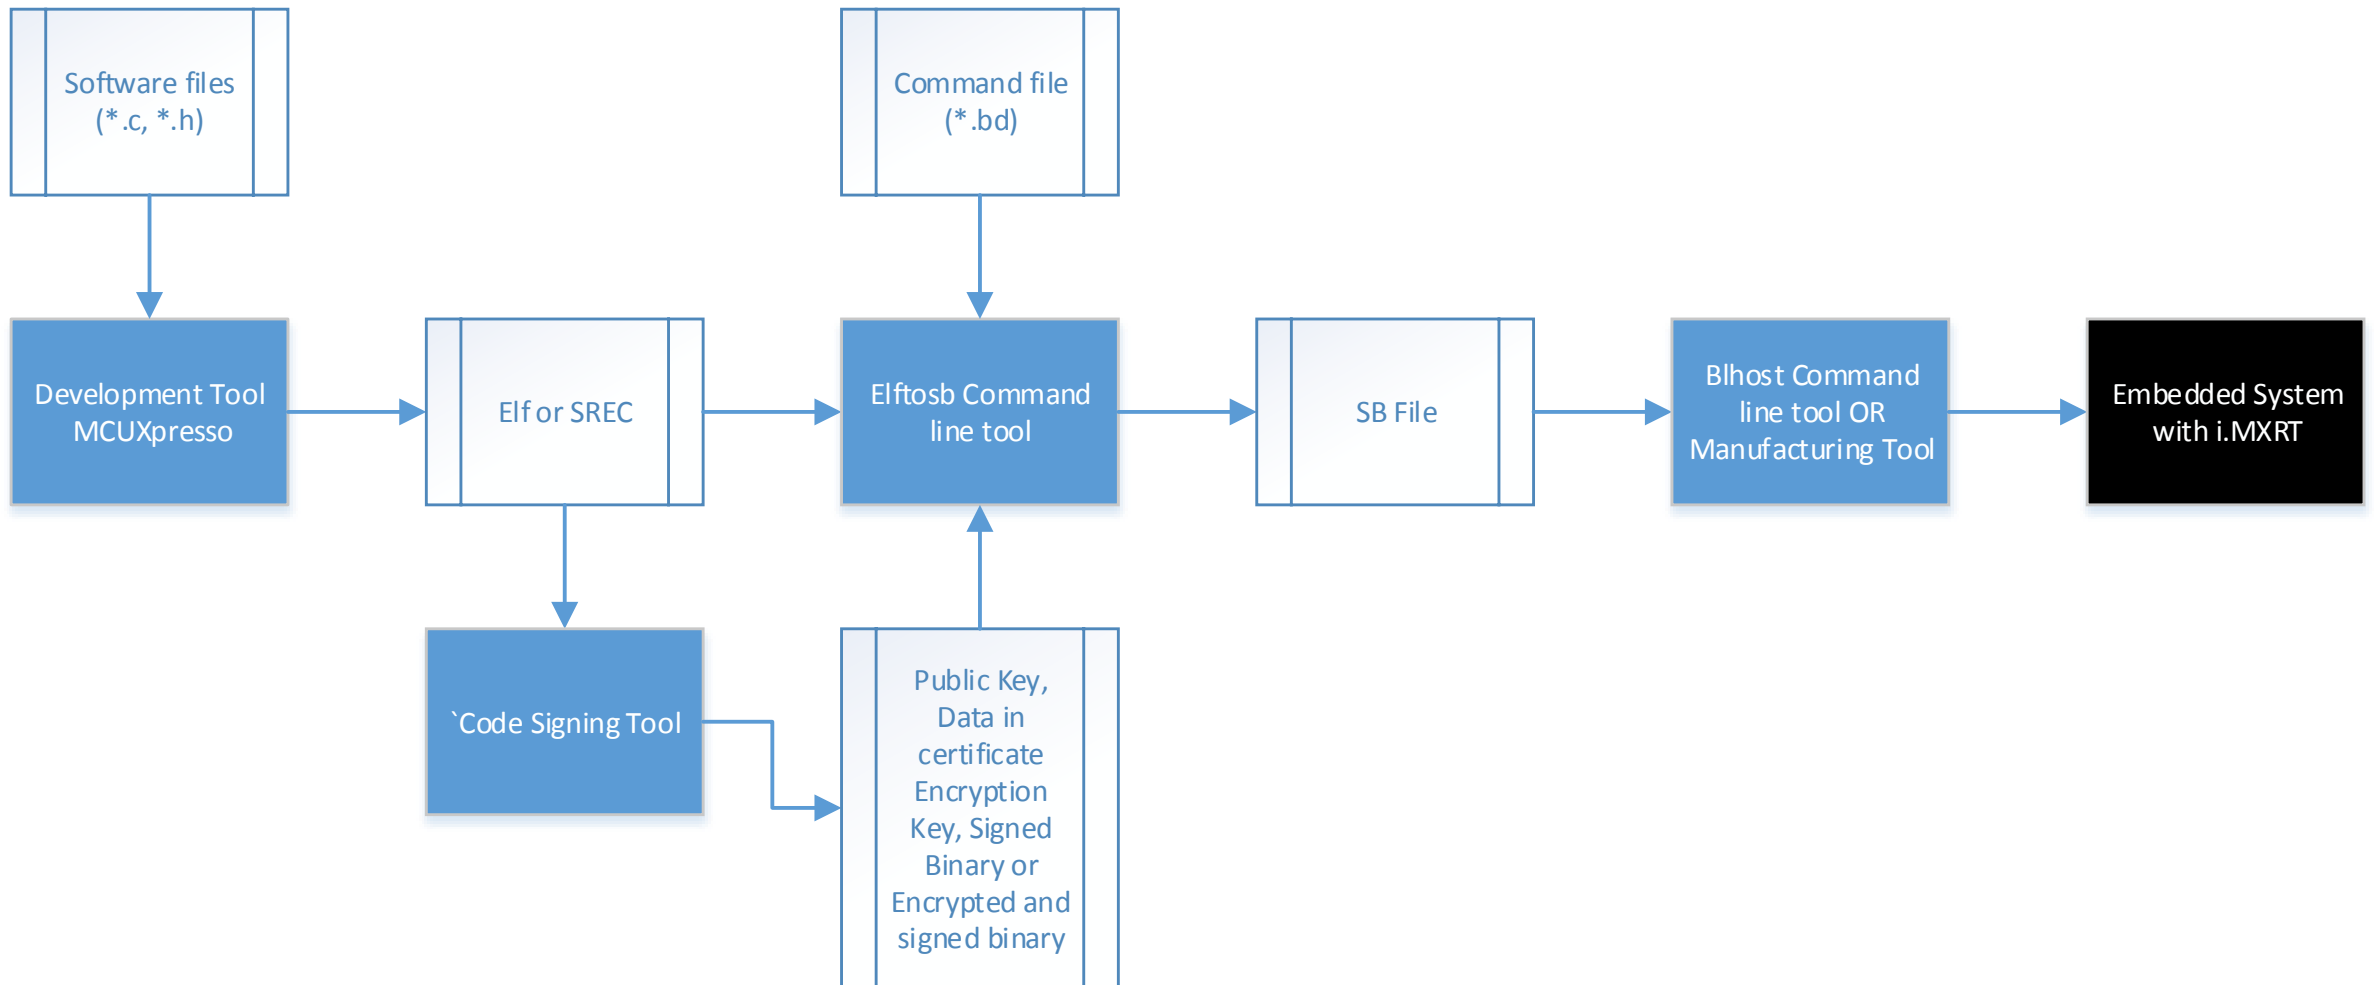 Software files
(*.c, *.h)
Command file
(*.bd)
Development Tool
MCUXpresso
Elf or SREC
Elftosb Command
line tool
SB File
Blhost Command
line tool OR
Manufacturing Tool
Embedded System
with i.MXRT
`Code Signing Tool
Public Key,
Data in
certificate
Encryption
Key, Signed
Binary or
Encrypted and
signed binary